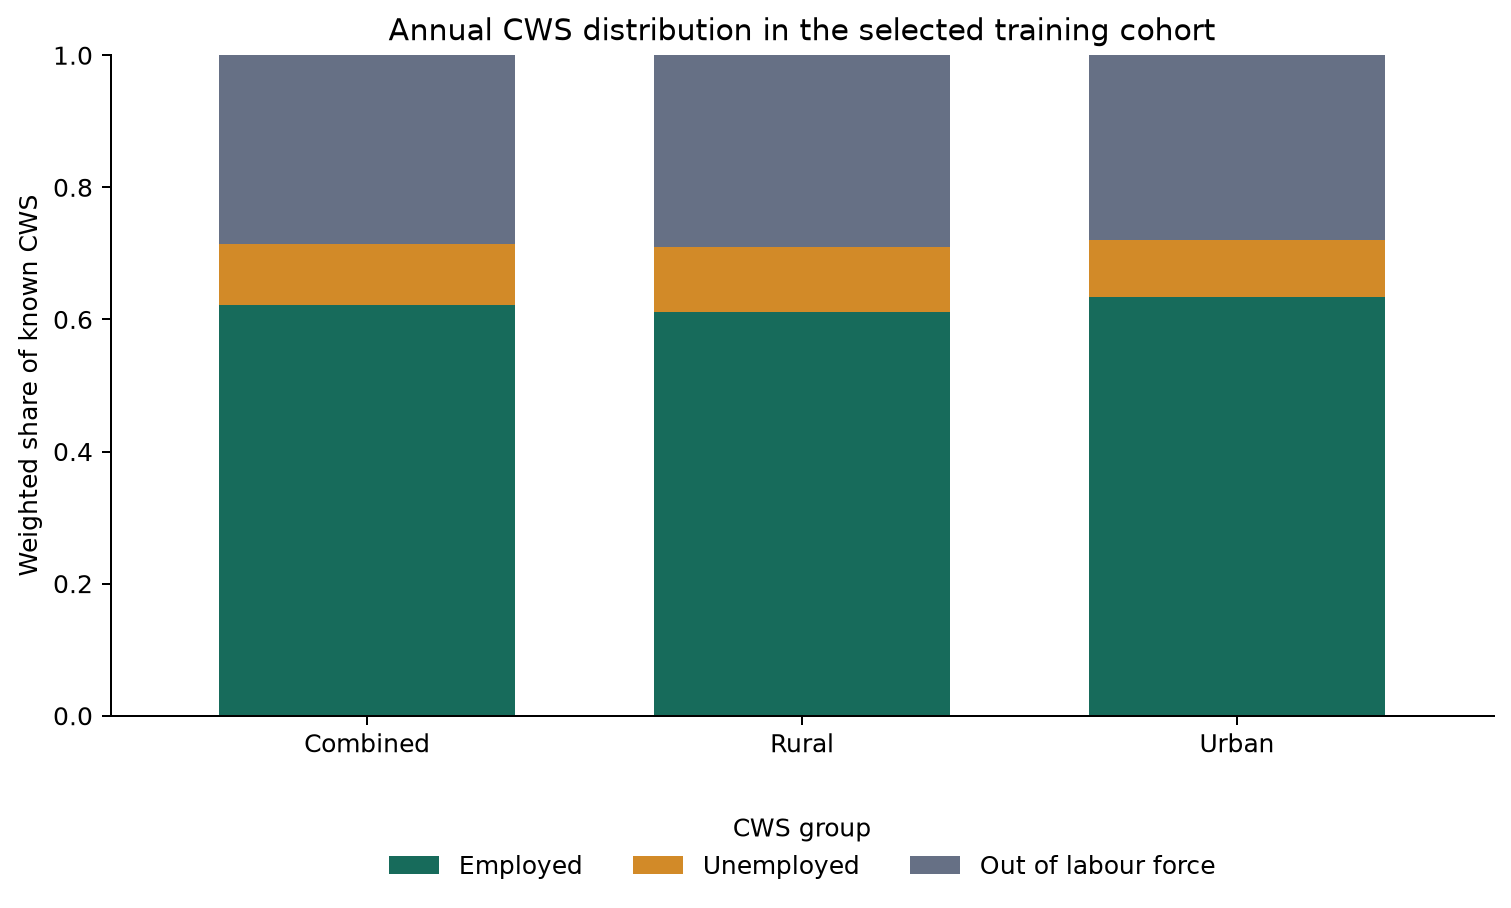 Annual CWS distribution in the selected training cohort
Weighted share of known CWS
1.0
0.8
0.6
0.4
0.2
0.0
Combined Rural Urban
CWS group
Employed Unemployed Out of labour force